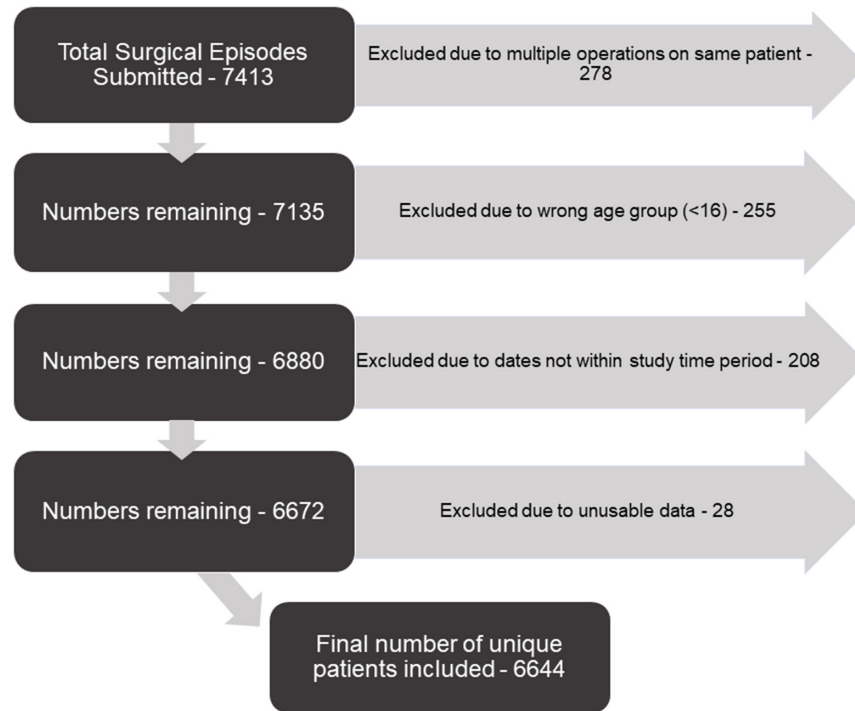 Total Surgical Episodes
Submitted - 7413
Excluded due to multiple operations on same patient -
278
Numbers remaining - 7135
Excluded due to wrong age group (<16) - 255
Numbers remaining - 6880
Excluded due to dates not within study time period - 208
Numbers remaining - 6672
Excluded due to unusable data - 28
Final number of unique
patients included - 6644